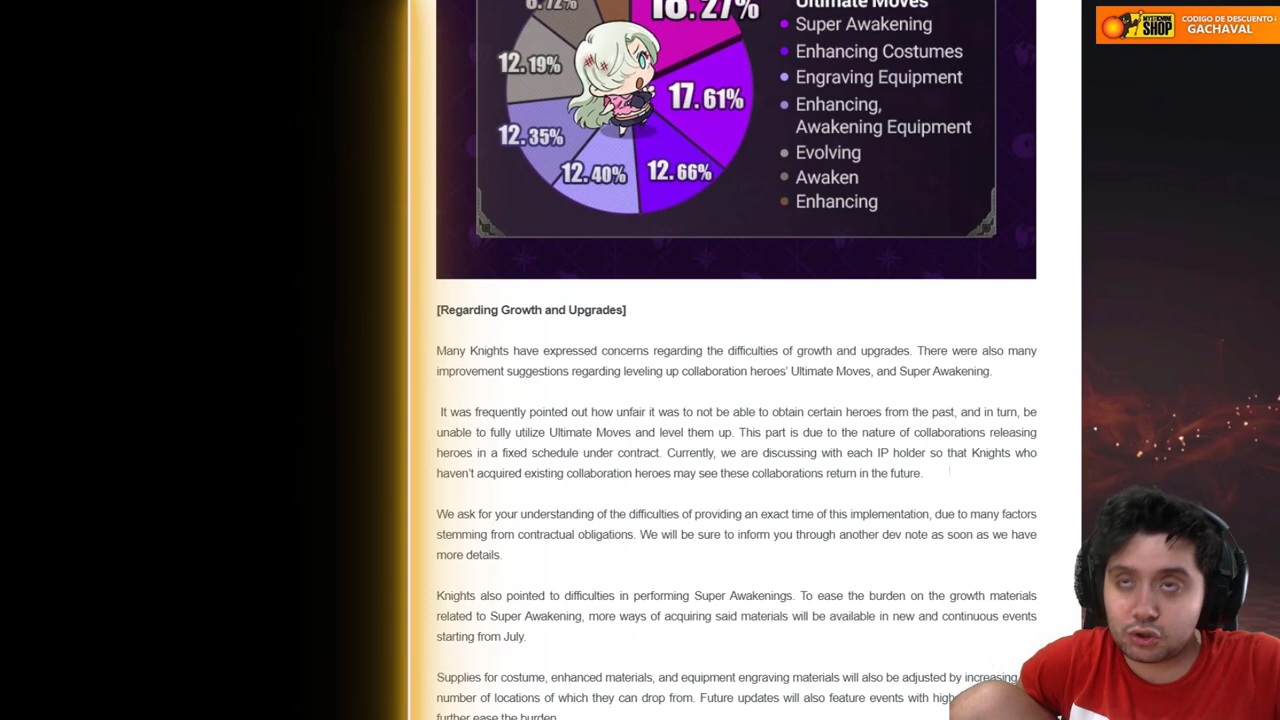 8.72%
18.27%
Ultimate Moves
Super Awakening
12.19%
Enhancing Costumes
17.61%
Engraving Equipment
12.35%
Enhancing,
Awakening Equipment
12.40%
12.66%
Evolving
Awaken
Enhancing
MYSTICMINE
SHOP
CODIGO DE DESCUENTO
GACHAVAL
[Regarding Growth and Upgrades]
Many Knights have expressed concerns regarding the difficulties of growth and upgrades. There were also many
improvement suggestions regarding leveling up collaboration heroes' Ultimate Moves, and Super Awakening.
It was frequently pointed out how unfair it was to not be able to obtain certain heroes from the past, and in turn, be
unable to fully utilize Ultimate Moves and level them up. This part is due to the nature of collaborations releasing
heroes in a fixed schedule under contract. Currently, we are discussing with each IP holder so that Knights who
haven't acquired existing collaboration heroes may see these collaborations return in the future.
We ask for your understanding of the difficulties of providing an exact time of this implementation, due to many factors
stemming from contractual obligations. We will be sure to inform you through another dev note as soon as we have
more details.
Knights also pointed to difficulties in performing Super Awakenings. To ease the burden on the growth materials
related to Super Awakening, more ways of acquiring said materials will be available in new and continuous events
starting from July.
Supplies for costume, enhanced materials, and equipment engraving materials will also be adjusted by increasing
number of locations of which they can drop from. Future updates will also feature events with high
further ease the burden.